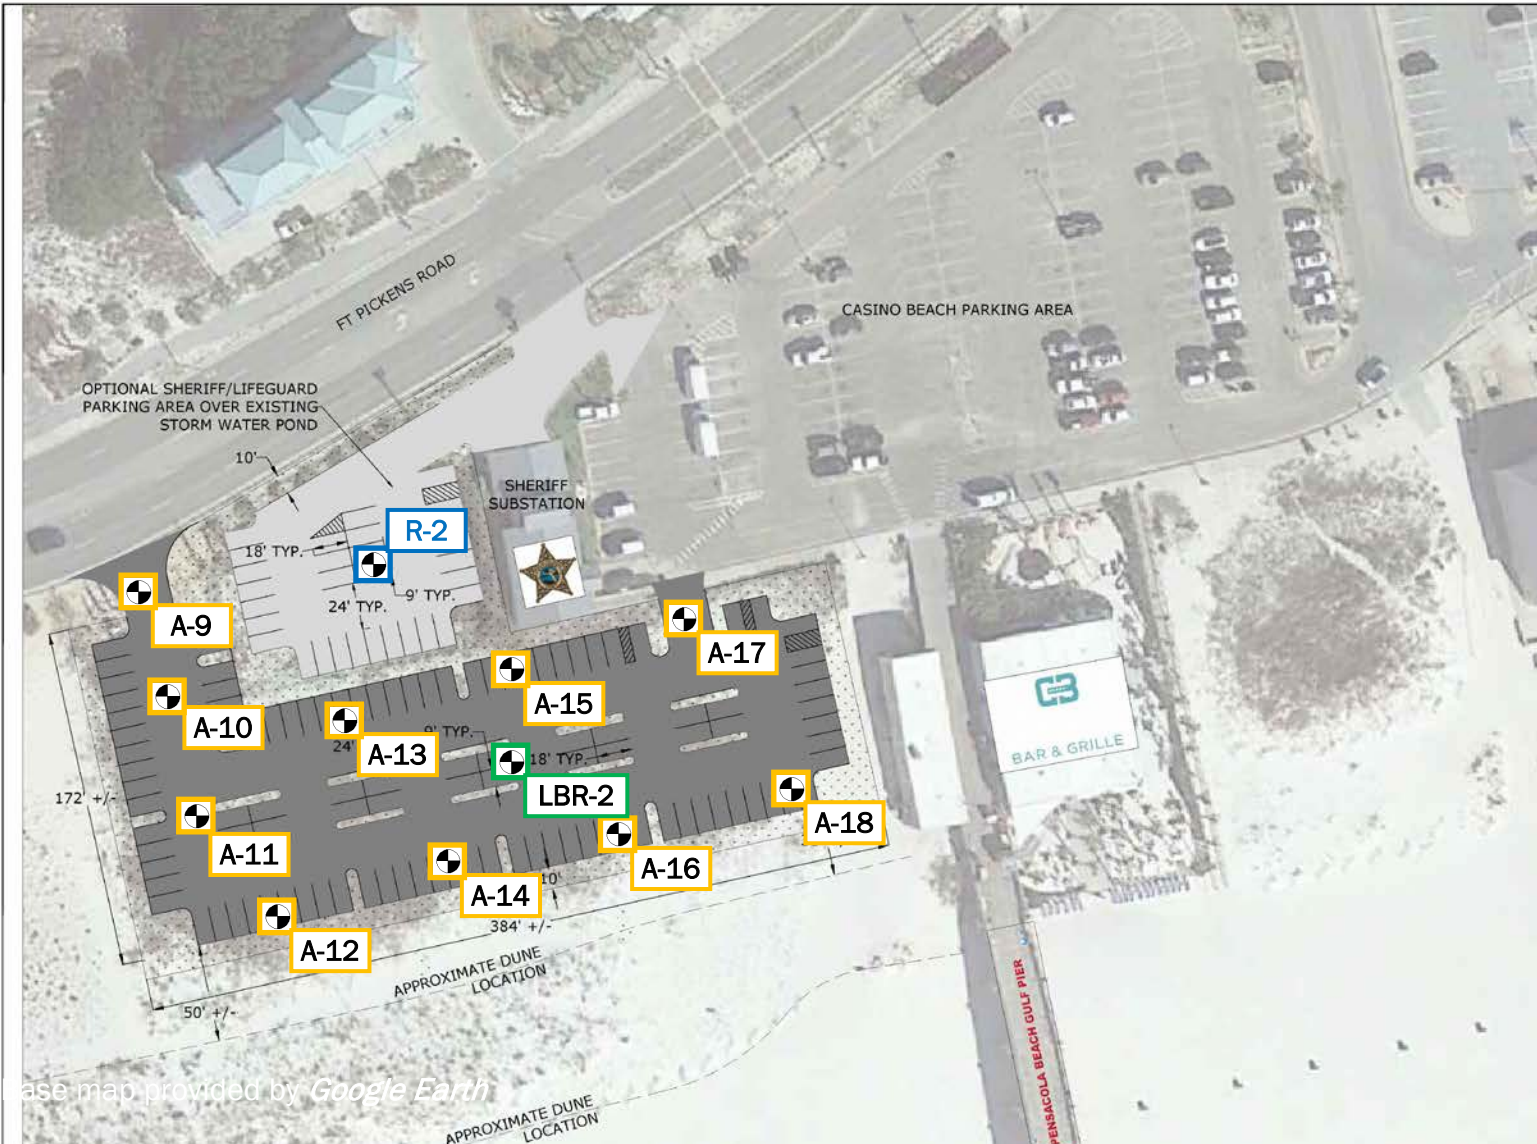 FT PICKENS ROAD
CASINO BEACH PARKING AREA
OPTIONAL SHERIFF/LIFEGUARD
PARKING AREA OVER EXISTING
STORM WATER POND
10'
SHERIFF
SUBSTATION
R-2
18' TYP.
9' TYP.
24' TYP.
A-9
A-17
A-15
A-10
A-13
9' TYP.
24'
18' TYP.
LBR-2
172' +/-
A-18
A-11
A-16
A-14
10'
A-12
384' +/-
CB
BAR & GRILLE
APPROXIMATE DUNE
LOCATION
50' +/-
PENSACOLA BEACH GULF PIER
ase map provided by Google Earth
APPROXIMATE DUNE
LOCATION